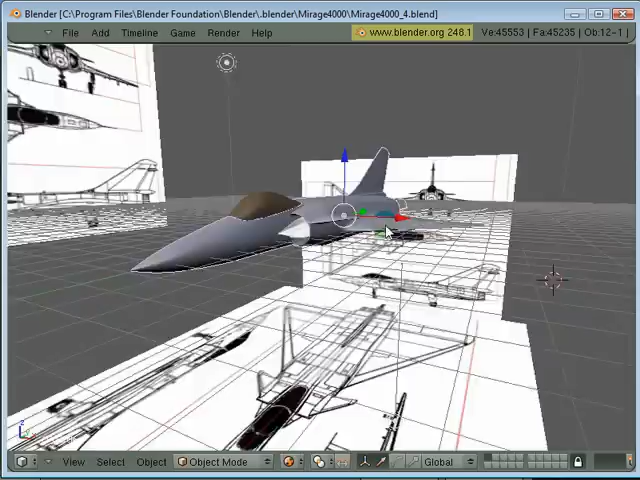 Blender [C:\Program Files\Blender Foundation\Blender\.blender\Mirage4000\Mirage4000_4.blend]
File Add Timeline Game Render Help www.blender.org 248.1 Ve:45553 | Fa:45235 | Ob:12-1 |
View Select Object Object Mode Global